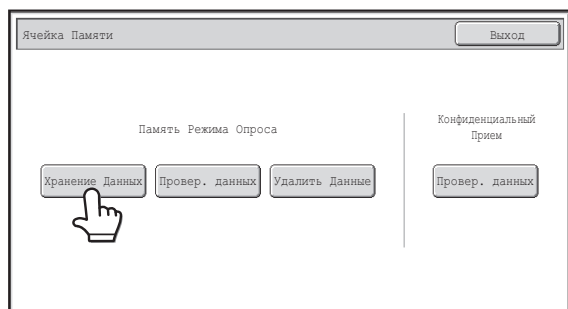 Ячейка Памяти
Выход
Память Режима Опроса
Конфиденциальный
Прием
Хранение Данных
Провер. данных
Удалить Данные
Провер. данных